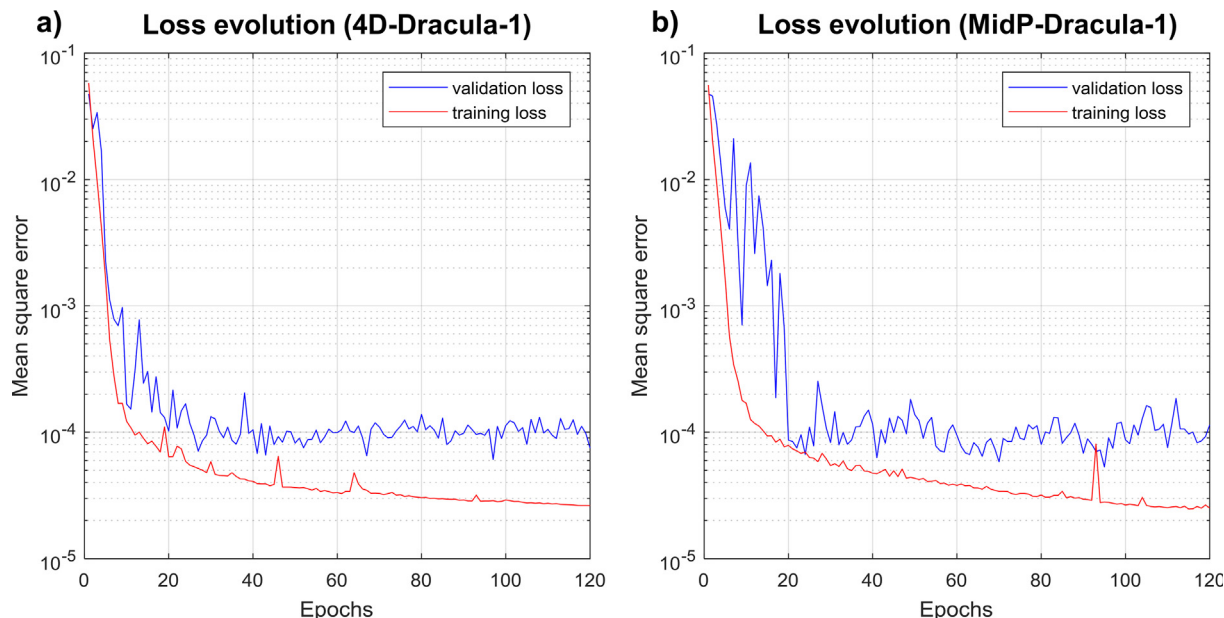 a) Loss evolution (4D-Dracula-1)
validation loss
training loss
Mean square error
10-1
10-2
10-3
10-4
10-5
0 20 40 60 80 100 120
Epochs
b) Loss evolution (MidP-Dracula-1)
validation loss
training loss
Mean square error
10-1
10-2
10-3
10-4
10-5
0 20 40 60 80 100 120
Epochs